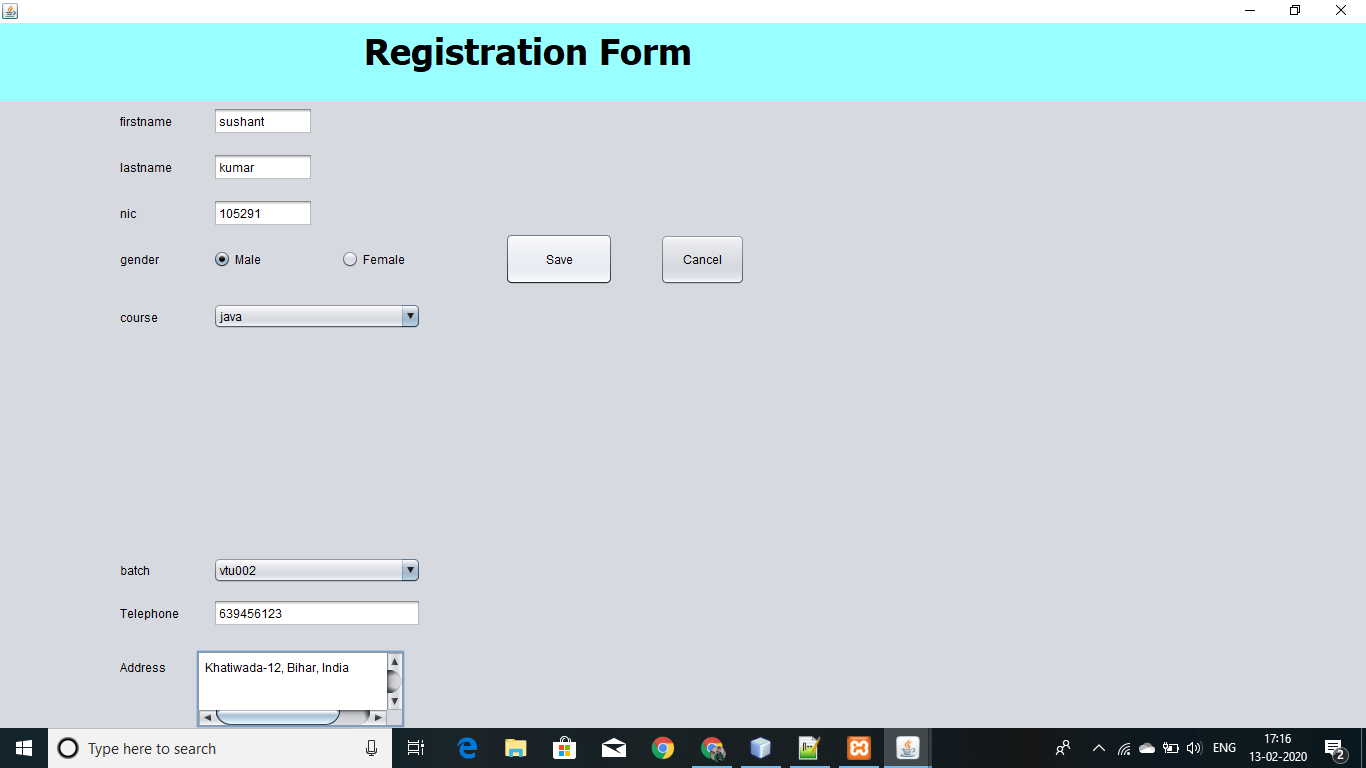 Registration Form
firstname sushant
lastname kumar
nic 105291
gender Male Female Save Cancel
course java
batch vtu002
Telephone 639456123
Address Khatiwada-12, Bihar, India
Type here to search ENG 17:16
13-02-2020 2